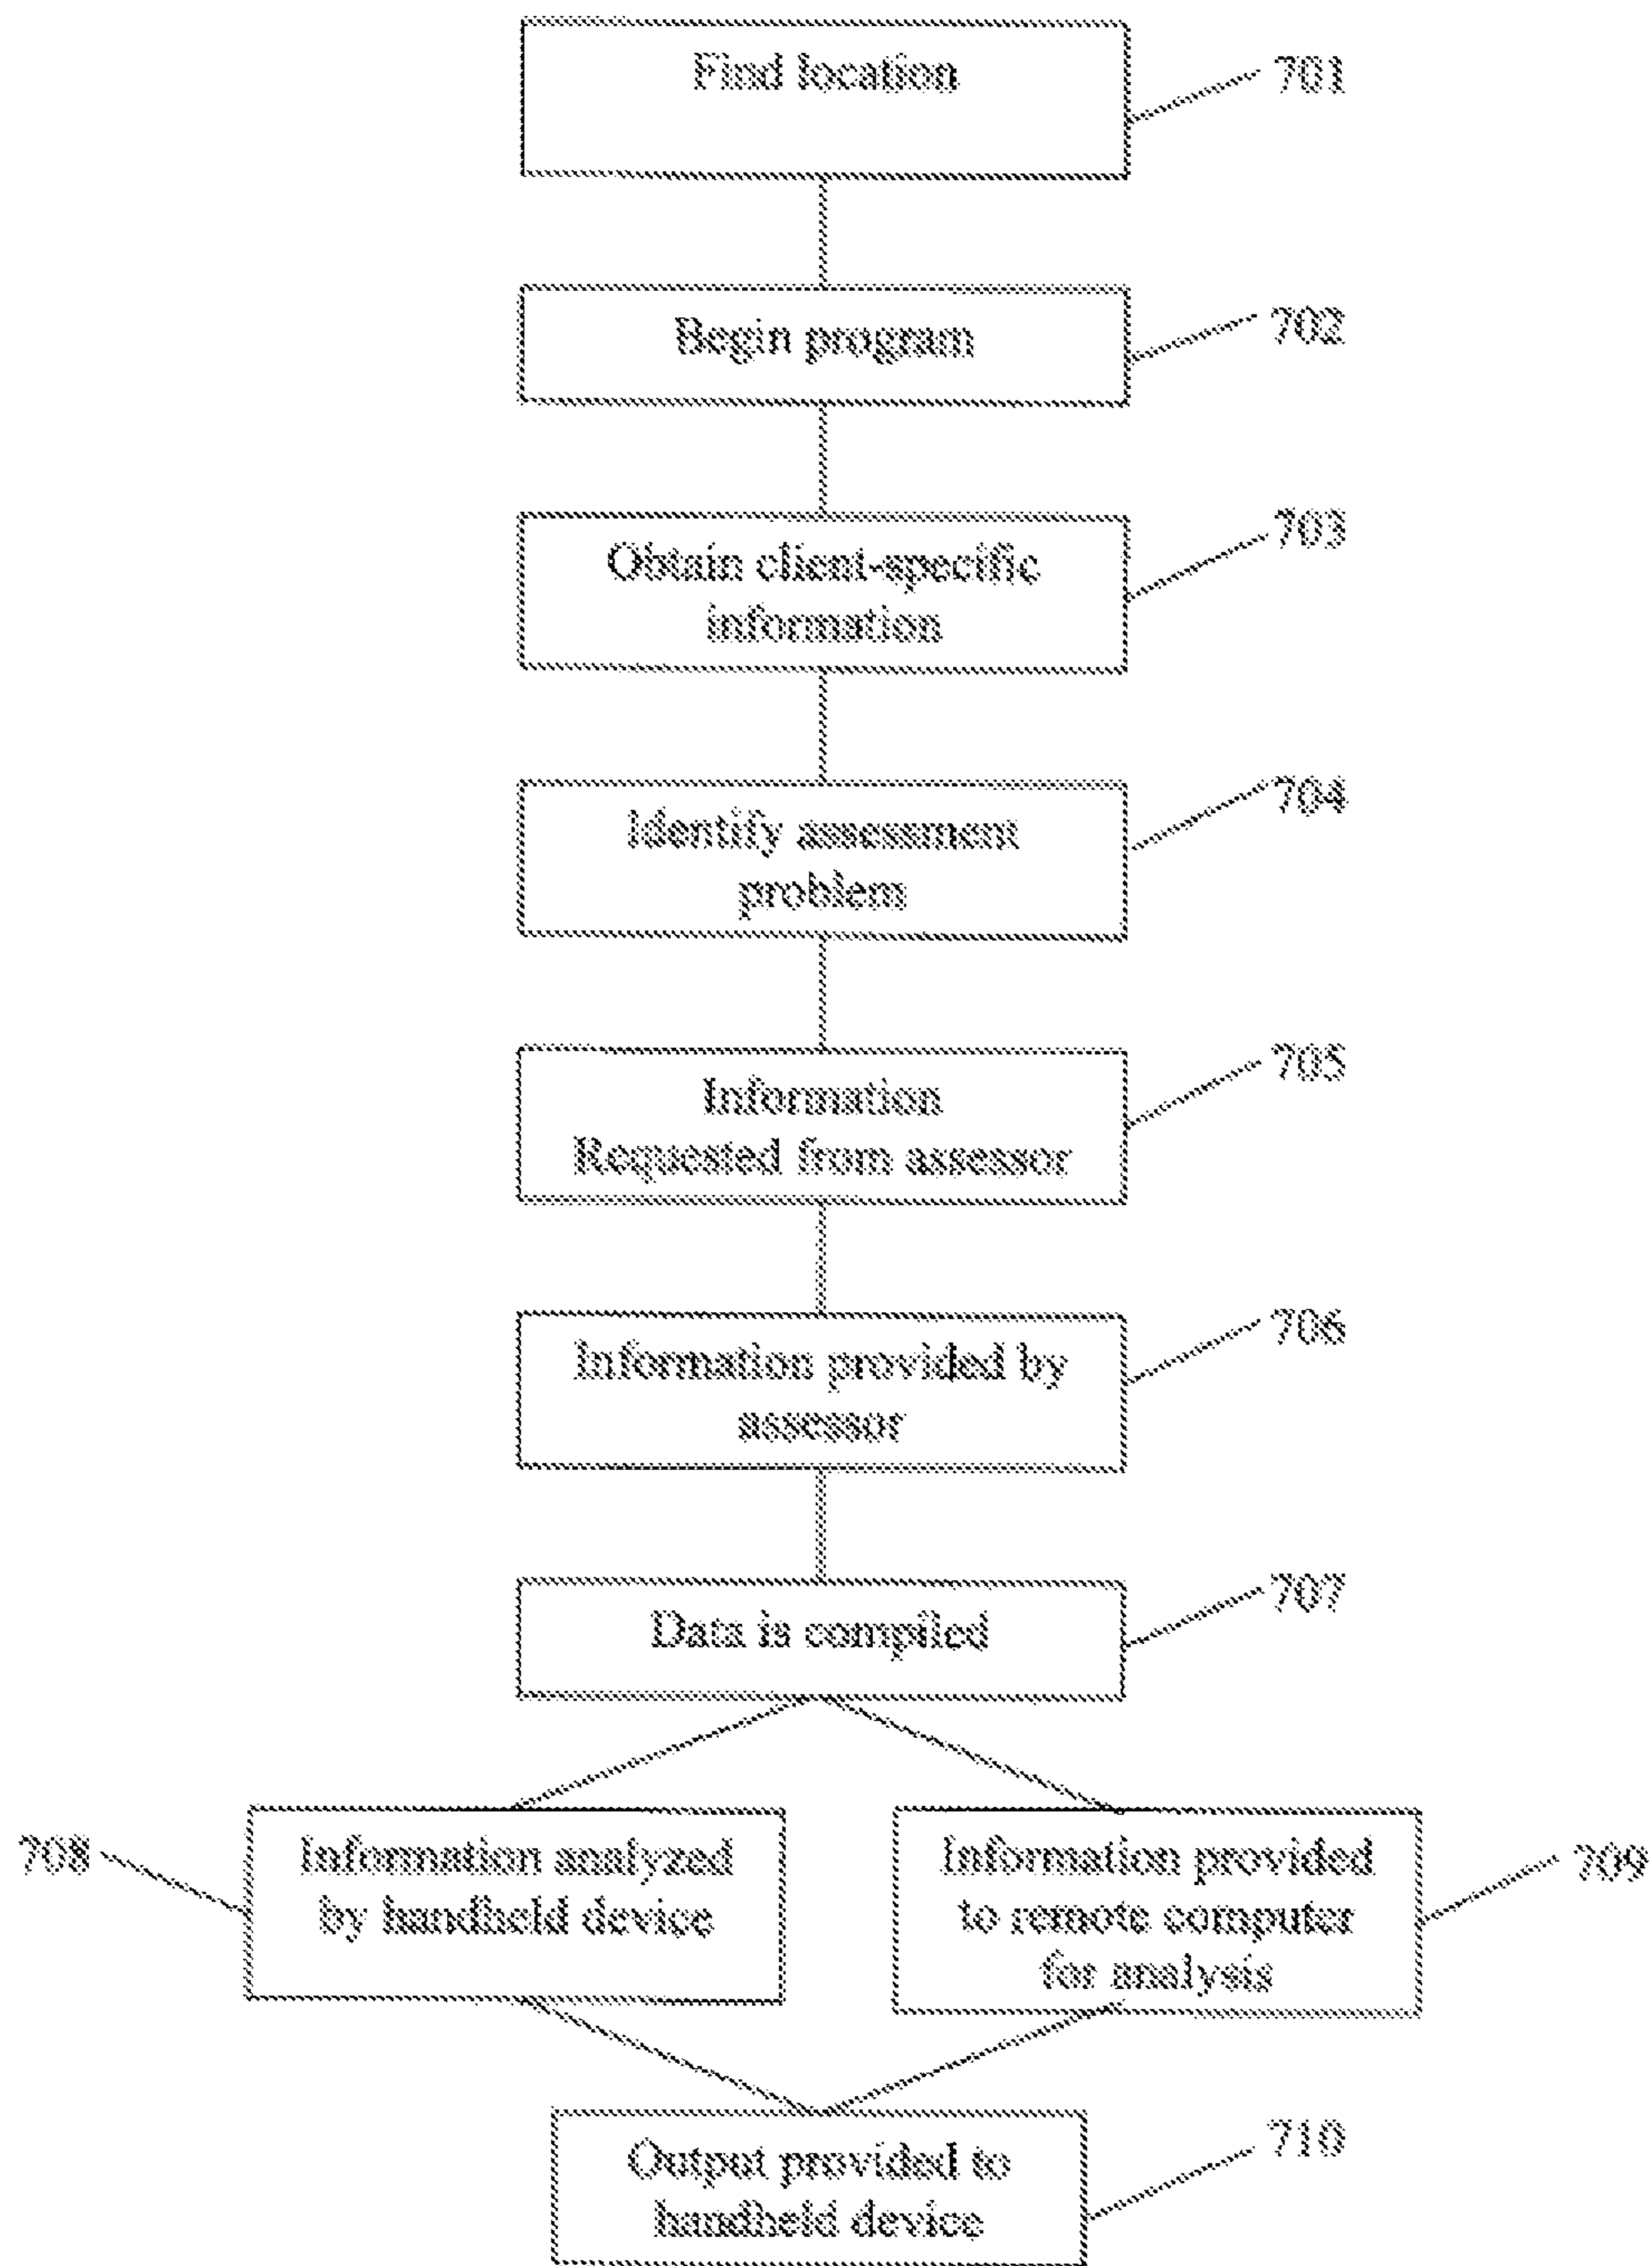 Find location
701
Begin program
702
Obtain client-specific
information
703
Identify assessment
problem
704
Information
Requested from assessor
705
Information provided by
assessor
706
Data is compiled
707
708
Information analyzed
by handheld device
Information provided
to remote computer
for analysis
709
Output provided to
handheld device
710